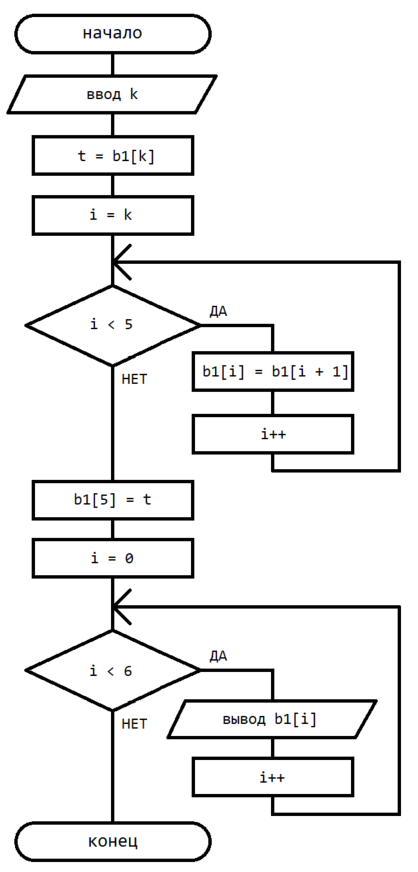 начало
ввод k
t = b1[k]
i = k
i < 5
ДА
b1[i] = b1[i + 1]
i++
НЕТ
b1[5] = t
i = 0
i < 6
ДА
вывод b1[i]
i++
НЕТ
конец